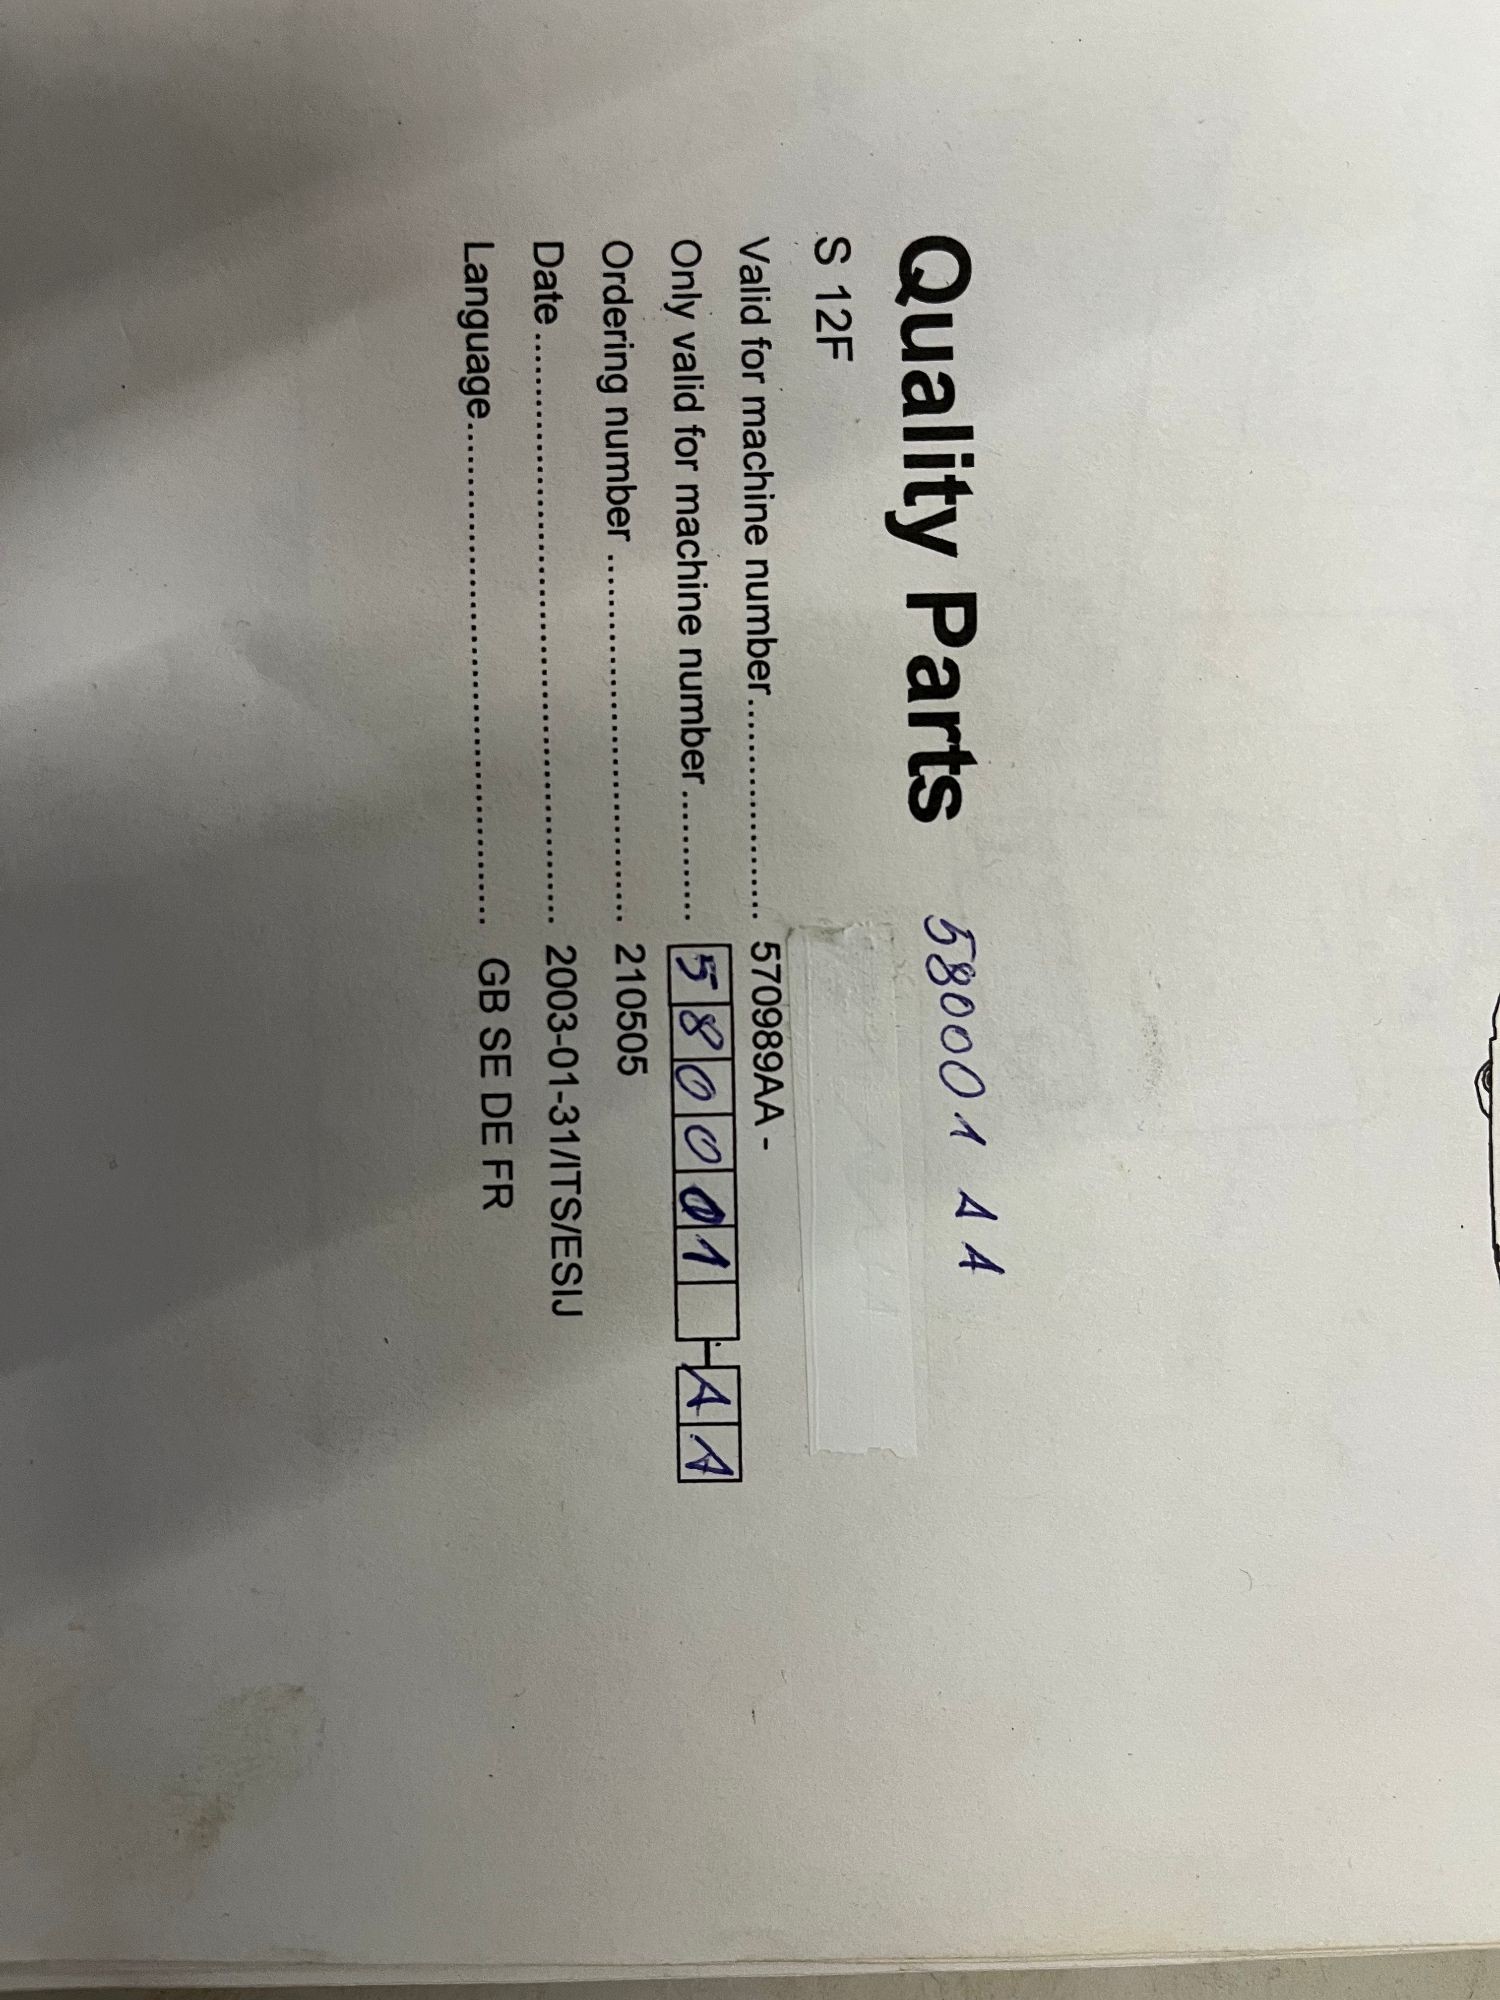 Quality Parts 580001 AA
S 12F
Valid for machine number.................. 570989AA -
Only valid for machine number.......... 580001 - AA
Ordering number .............................. 210505
Date ................................................ 2003-01-31/ITS/ESIJ
Language......................................... GB SE DE FR